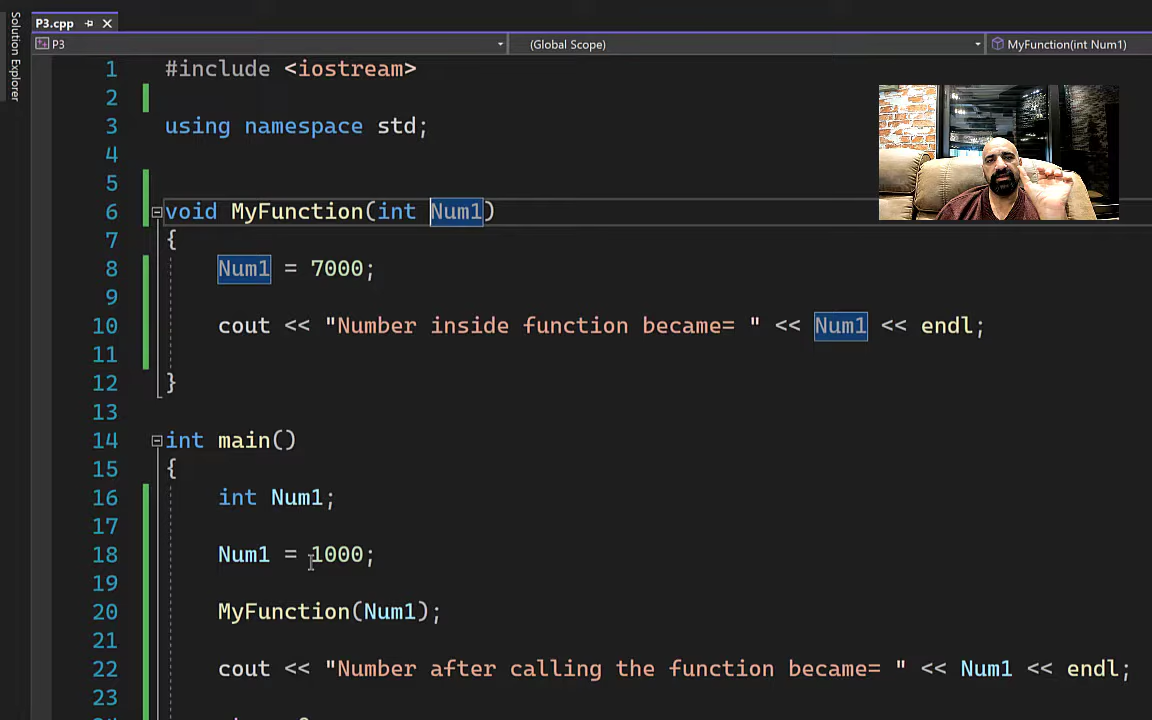 Solution Explorer
P3.cpp
P3 (Global Scope) MyFunction(int Num1)
1 #include <iostream>
2
3 using namespace std;
4
5
6 void MyFunction(int Num1)
7 {
8 Num1 = 7000;
9
10 cout << "Number inside function became= " << Num1 << endl;
11
12 }
13
14 int main()
15 {
16 int Num1;
17
18 Num1 = 1000;
19
20 MyFunction(Num1);
21
22 cout << "Number after calling the function became= " << Num1 << endl;
23